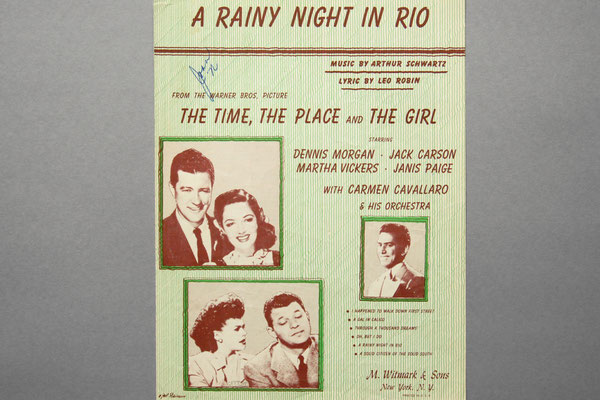 A RAINY NIGHT IN RIO
MUSIC BY ARTHUR SCHWARTZ
LYRIC BY LEO ROBIN
FROM THE WARNER BROS. PICTURE
THE TIME, THE PLACE AND THE GIRL
STARRING
DENNIS MORGAN · JACK CARSON
MARTHA VICKERS · JANIS PAIGE
WITH CARMEN CAVALLARO
& HIS ORCHESTRA
• I HAPPENED TO WALK DOWN FIRST STREET
• A GAL IN CALICO
• THROUGH A THOUSAND DREAMS
• OH, BUT I DO
• A RAINY NIGHT IN RIO
• A SOLID CITIZEN OF THE SOLID SOUTH
M. Witmark & Sons
New York, N. Y.